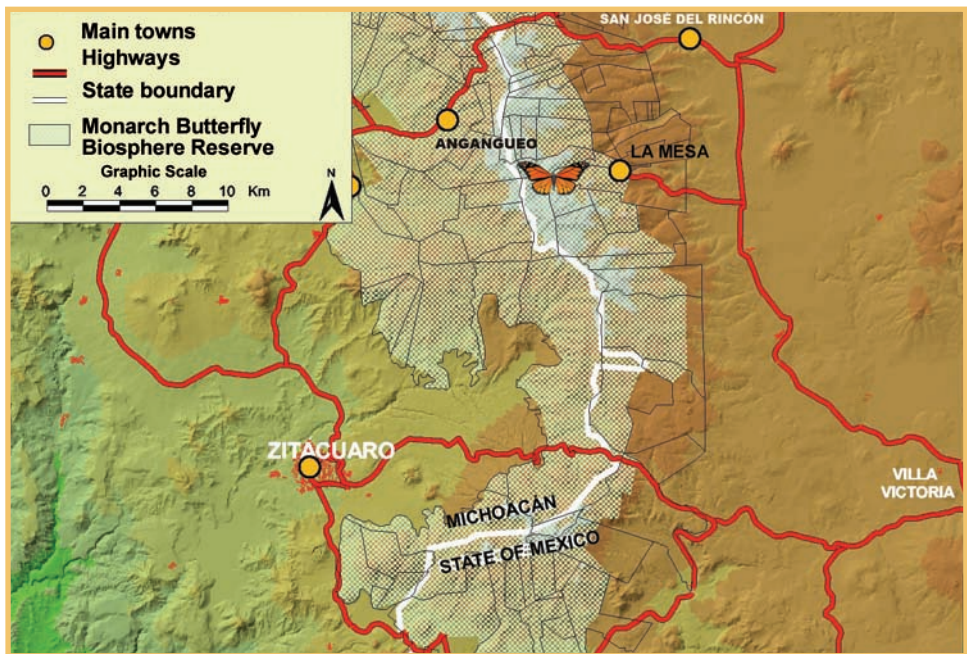 Main towns
Highways
State boundary
Monarch Butterfly
Biosphere Reserve
Graphic Scale
0 2 4 6 8 10 Km
N
SAN JOSÉ DEL RINCÓN
ANGANGUEO
LA MESA
ZITÁCUARO
VILLA
VICTORIA
MICHOACÁN
STATE OF MEXICO